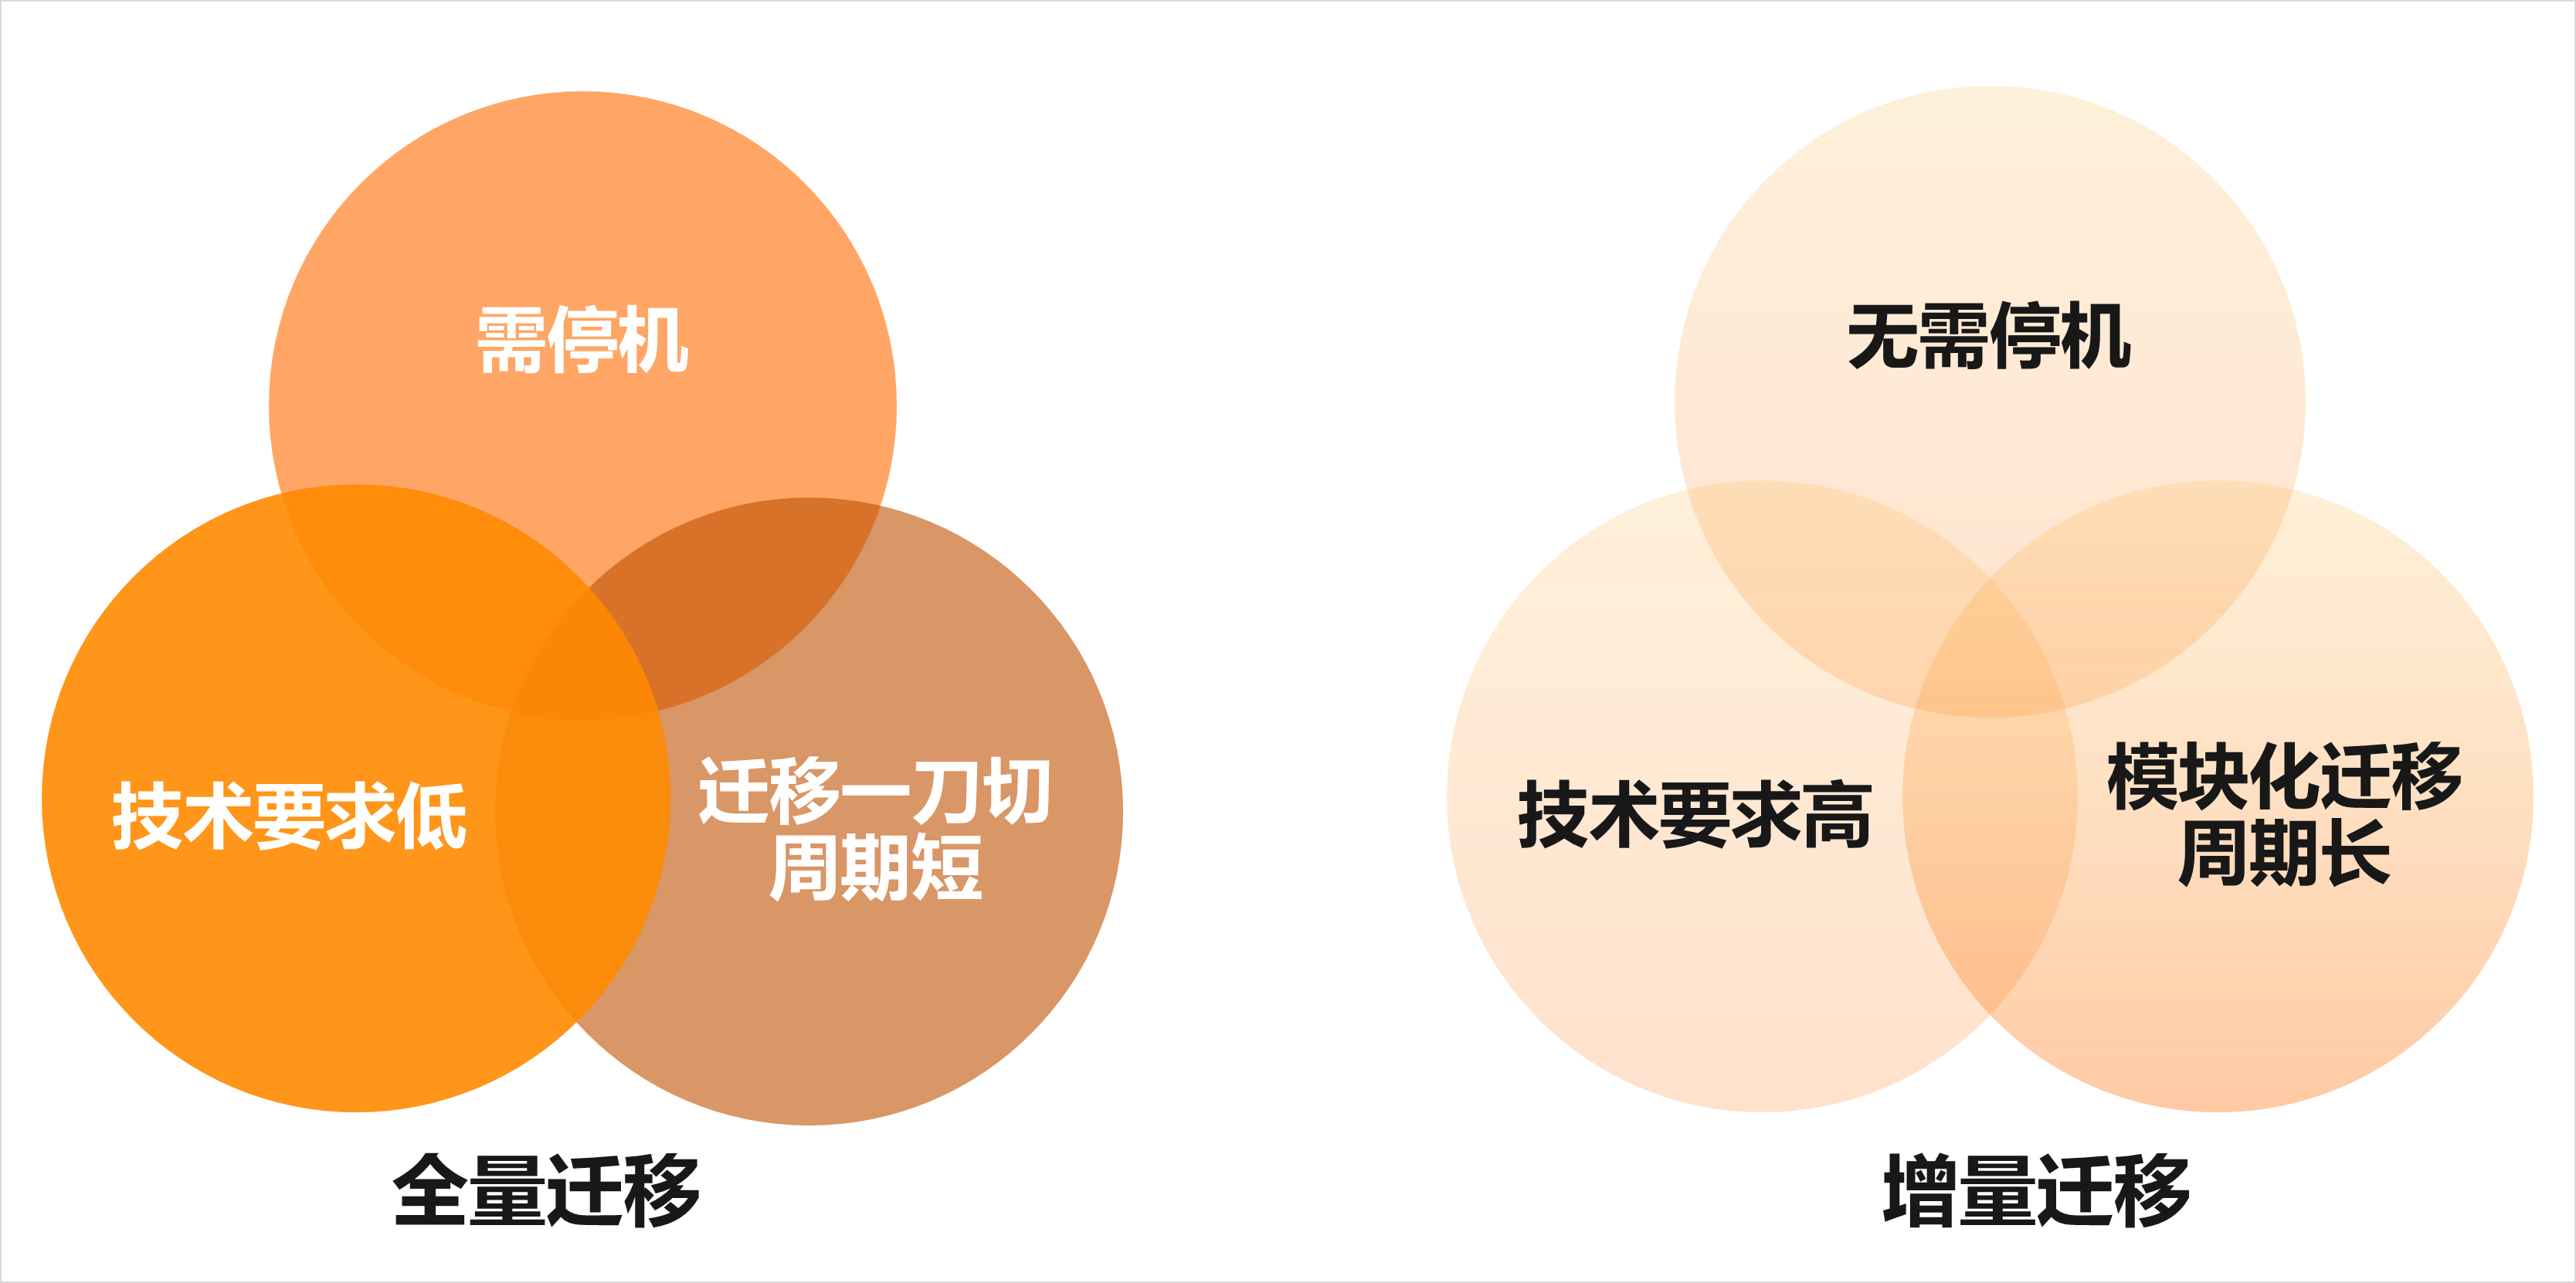 需停机
技术要求低
迁移一刀切
周期短
全量迁移
无需停机
技术要求高
模块化迁移
周期长
增量迁移